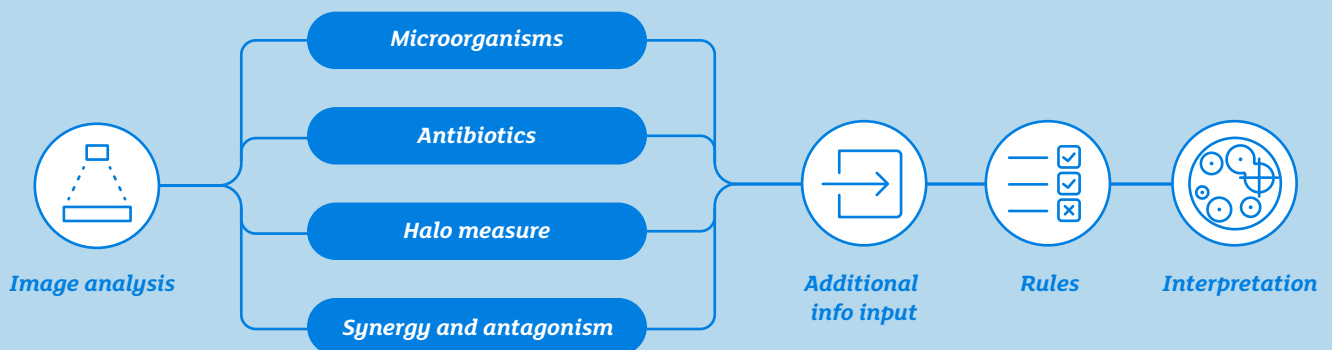 Microorganisms
Antibiotics
Halo measure
Synergy and antagonism
Image analysis
Additional
info input
Rules
Interpretation